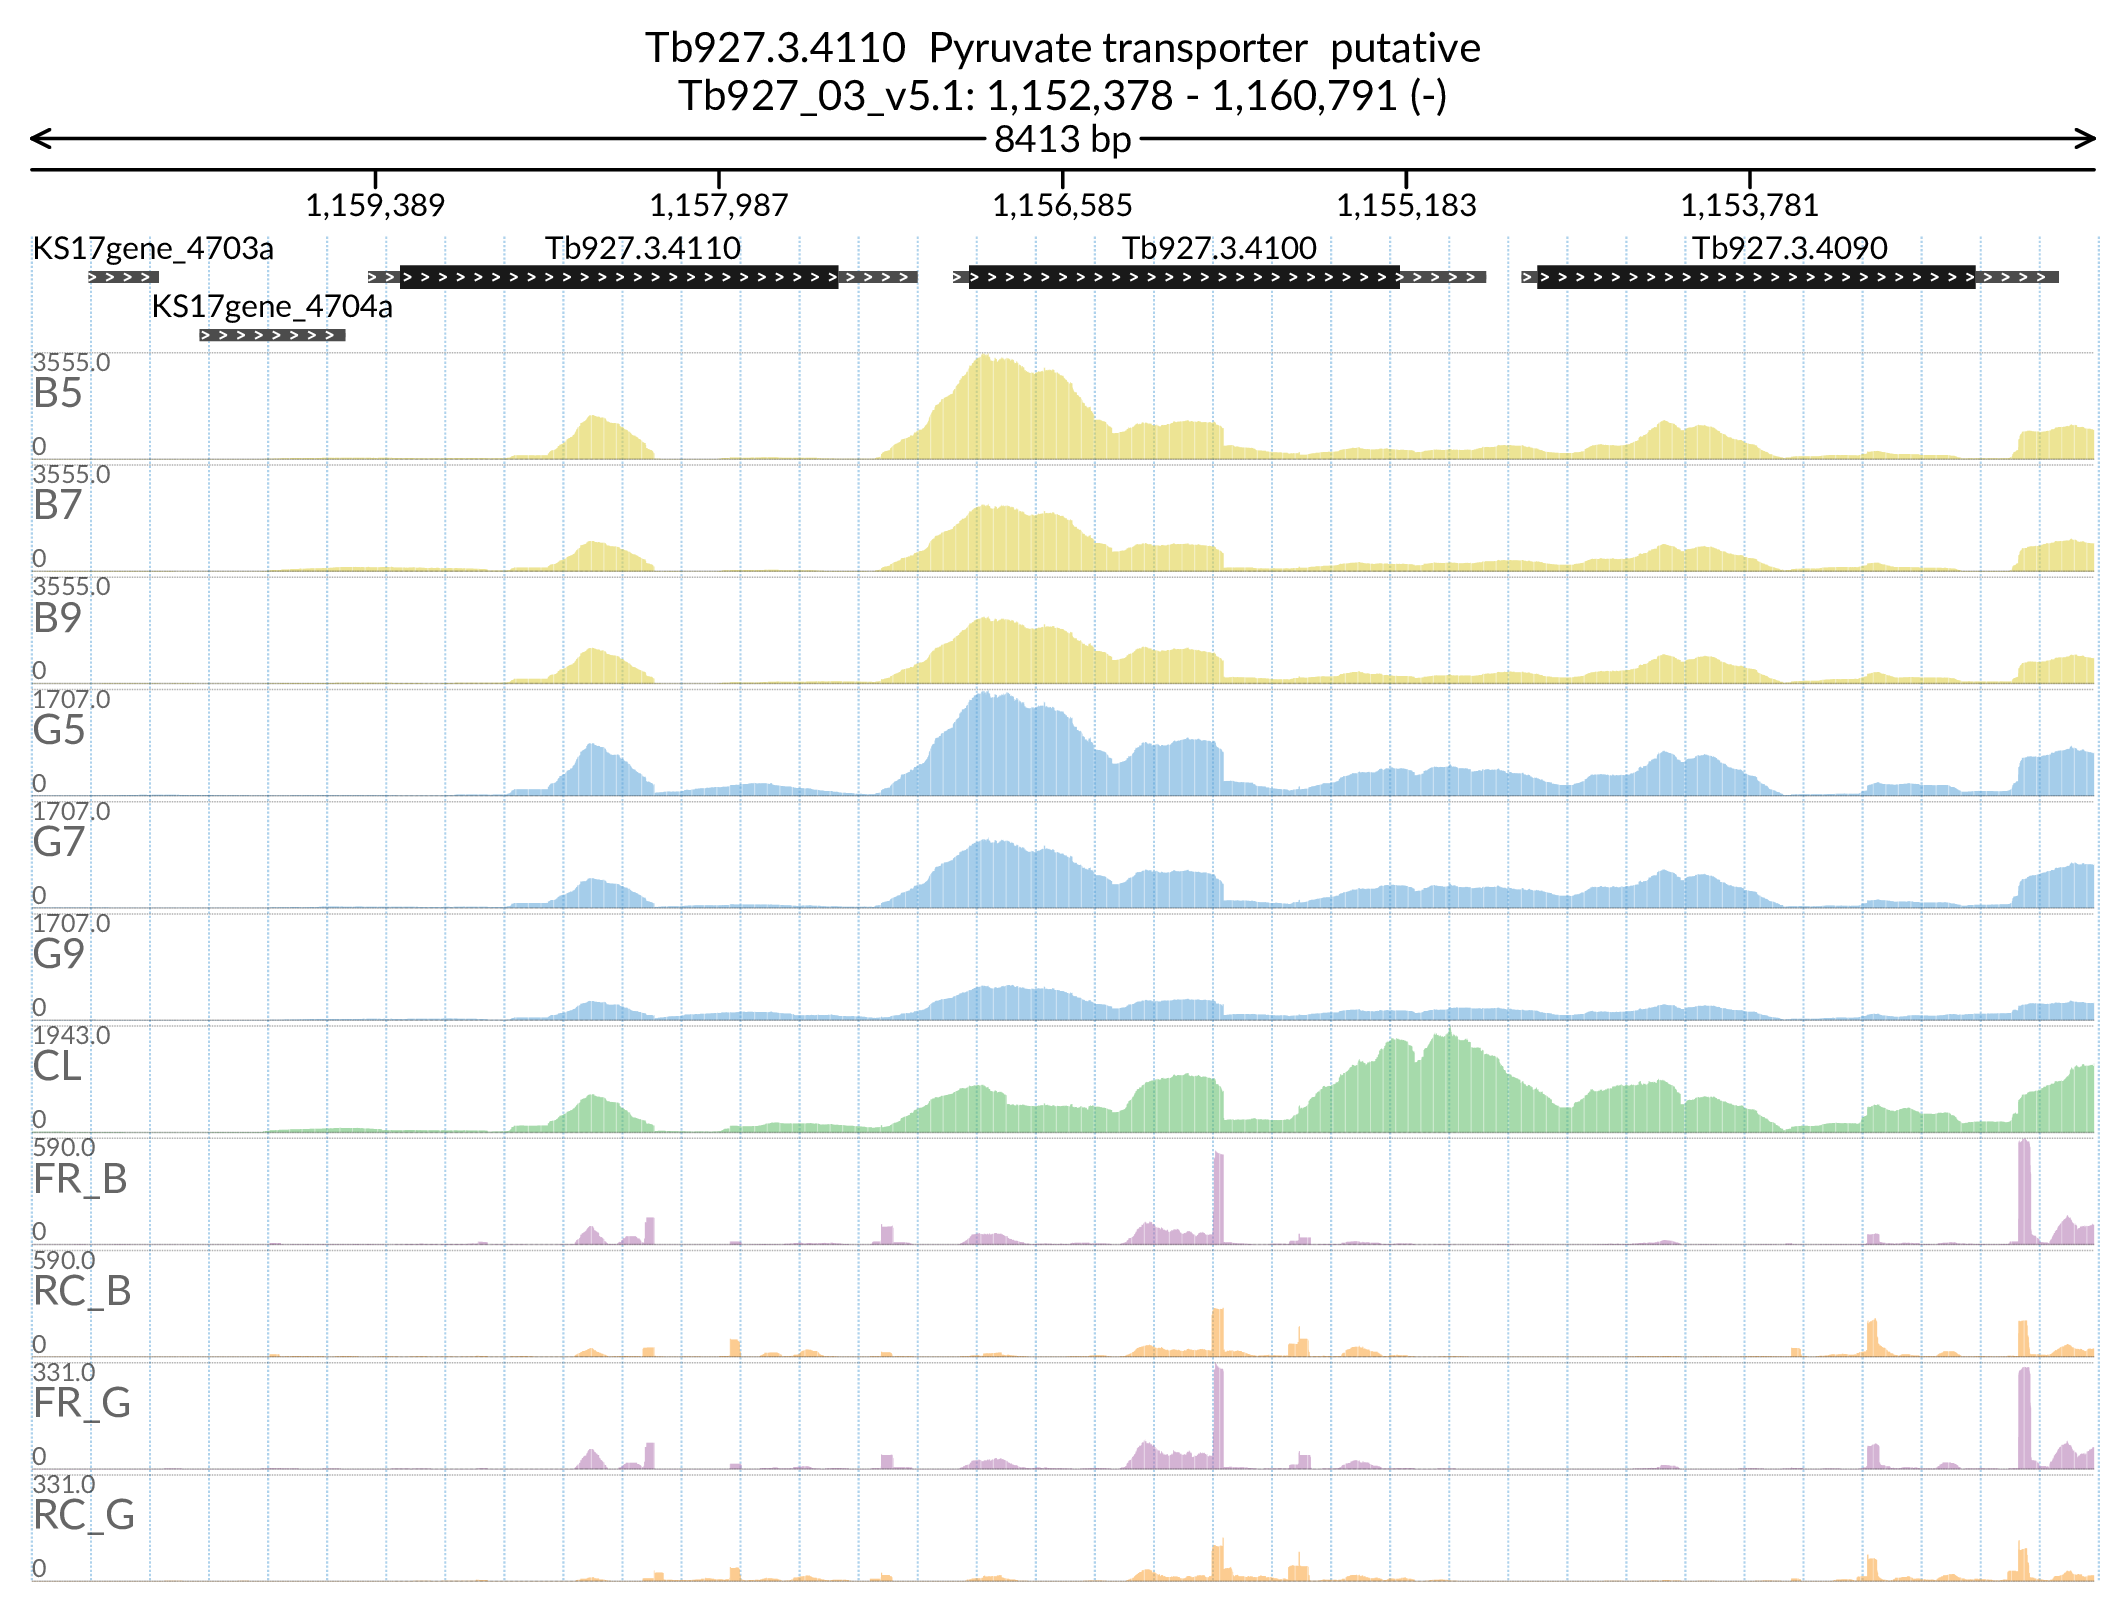 Tb927.3.4110  Pyruvate transporter  putative
Tb927_03_v5.1: 1,152,378 - 1,160,791 (-)
8413 bp
1,159,389 1,157,987 1,156,585 1,155,183 1,153,781
KS17gene_4703a Tb927.3.4110 Tb927.3.4100 Tb927.3.4090
KS17gene_4704a
3555.0
B5
0
3555.0
B7
0
3555.0
B9
0
1707.0
G5
0
1707.0
G7
0
1707.0
G9
0
1943.0
CL
0
590.0
FR_B
0
590.0
RC_B
0
331.0
FR_G
0
331.0
RC_G
0